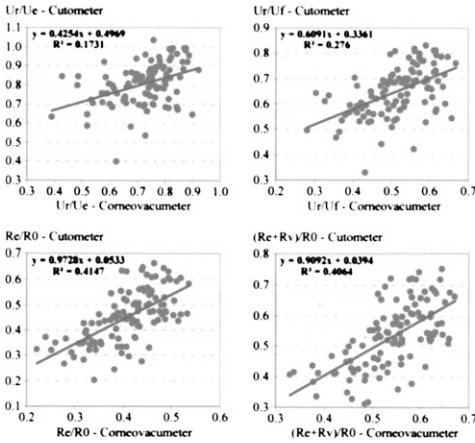 Ur/Ue - Cutometer
1.1
1.0
0.9
0.8
0.7
0.6
0.5
0.4
0.3
y = 0.4254x + 0.4969
R² = 0.1731
0.3 0.4 0.5 0.6 0.7 0.8 0.9 1.0
Ur/Ue - Corneovacumeter
Ur/Uf - Cutometer
0.9
0.8
0.7
0.6
0.5
0.4
0.3
y = 0.6091x + 0.3361
R² = 0.276
0.2 0.3 0.4 0.5 0.6 0.7
Ur/Uf - Corneovacumeter
Re/R0 - Cutometer
0.7
0.6
0.5
0.4
0.3
0.2
0.1
y = 0.9728x + 0.0533
R² = 0.4147
0.2 0.3 0.4 0.5 0.6
Re/R0 - Corneovacumeter
(Re+Rv)/R0 - Cutometer
0.8
0.7
0.6
0.5
0.4
0.3
y = 0.9092x + 0.0394
R² = 0.4064
0.3 0.4 0.5 0.6 0.7
(Re+Rv)/R0 - Corneovacumeter